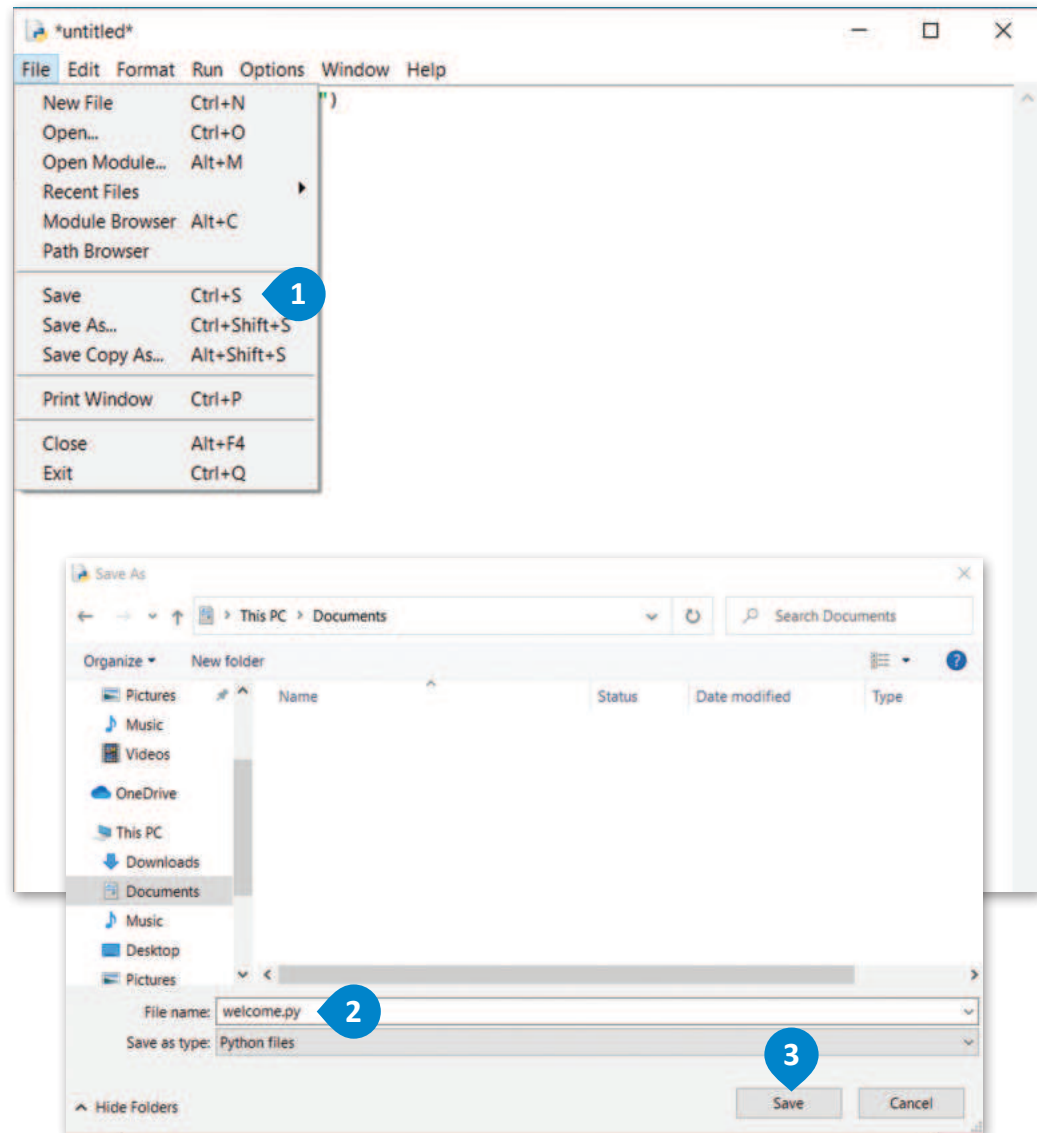 *untitled*
File Edit Format Run Options Window Help
")
New File Ctrl+N
Open... Ctrl+O
Open Module... Alt+M
Recent Files
Module Browser Alt+C
Path Browser
Save Ctrl+S 1
Save As... Ctrl+Shift+S
Save Copy As... Alt+Shift+S
Print Window Ctrl+P
Close Alt+F4
Exit Ctrl+Q
Save As
This PC > Documents
Search Documents
Organize New folder
Name Status Date modified Type
Pictures
Music
Videos
OneDrive
This PC
Downloads
Documents
Music
Desktop
Pictures
File name: welcome.py 2
Save as type: Python files
3
Hide Folders Save Cancel